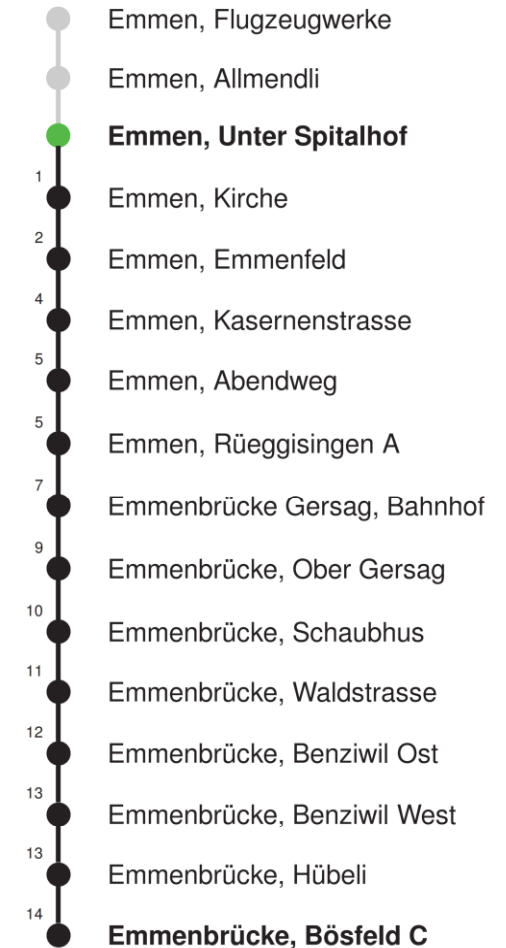 Emmen, Flugzeugwerke
Emmen, Allmendli
Emmen, Unter Spitalhof
1
Emmen, Kirche
2
Emmen, Emmenfeld
4
Emmen, Kasernenstrasse
5
Emmen, Abendweg
5
Emmen, Rüeggisingen A
7
Emmenbrücke Gersag, Bahnhof
9
Emmenbrücke, Ober Gersag
10
Emmenbrücke, Schaubhus
11
Emmenbrücke, Waldstrasse
12
Emmenbrücke, Benziwil Ost
13
Emmenbrücke, Benziwil West
13
Emmenbrücke, Hübeli
14
Emmenbrücke, Bösfeld C